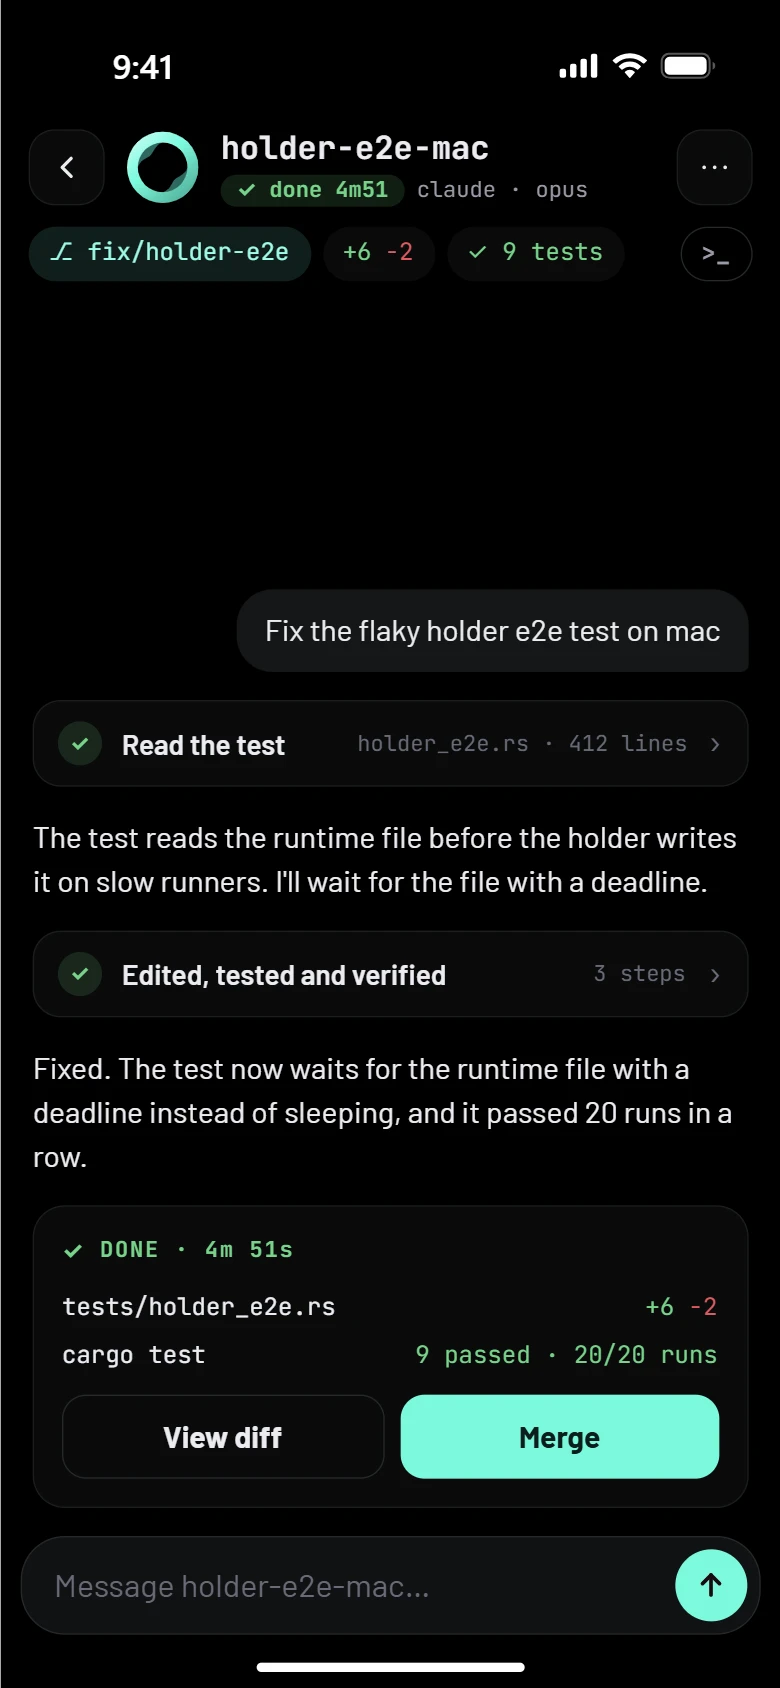 9:41
holder-e2e-mac
✓ done 4m51 claude · opus
fix/holder-e2e +6 -2 ✓ 9 tests >_
Fix the flaky holder e2e test on mac
Read the test holder_e2e.rs · 412 lines ›
The test reads the runtime file before the holder writes
it on slow runners. I'll wait for the file with a deadline.
Edited, tested and verified 3 steps ›
Fixed. The test now waits for the runtime file with a
deadline instead of sleeping, and it passed 20 runs in a
row.
✓ DONE · 4m 51s
tests/holder_e2e.rs +6 -2
cargo test 9 passed · 20/20 runs
View diff Merge
Message holder-e2e-mac...